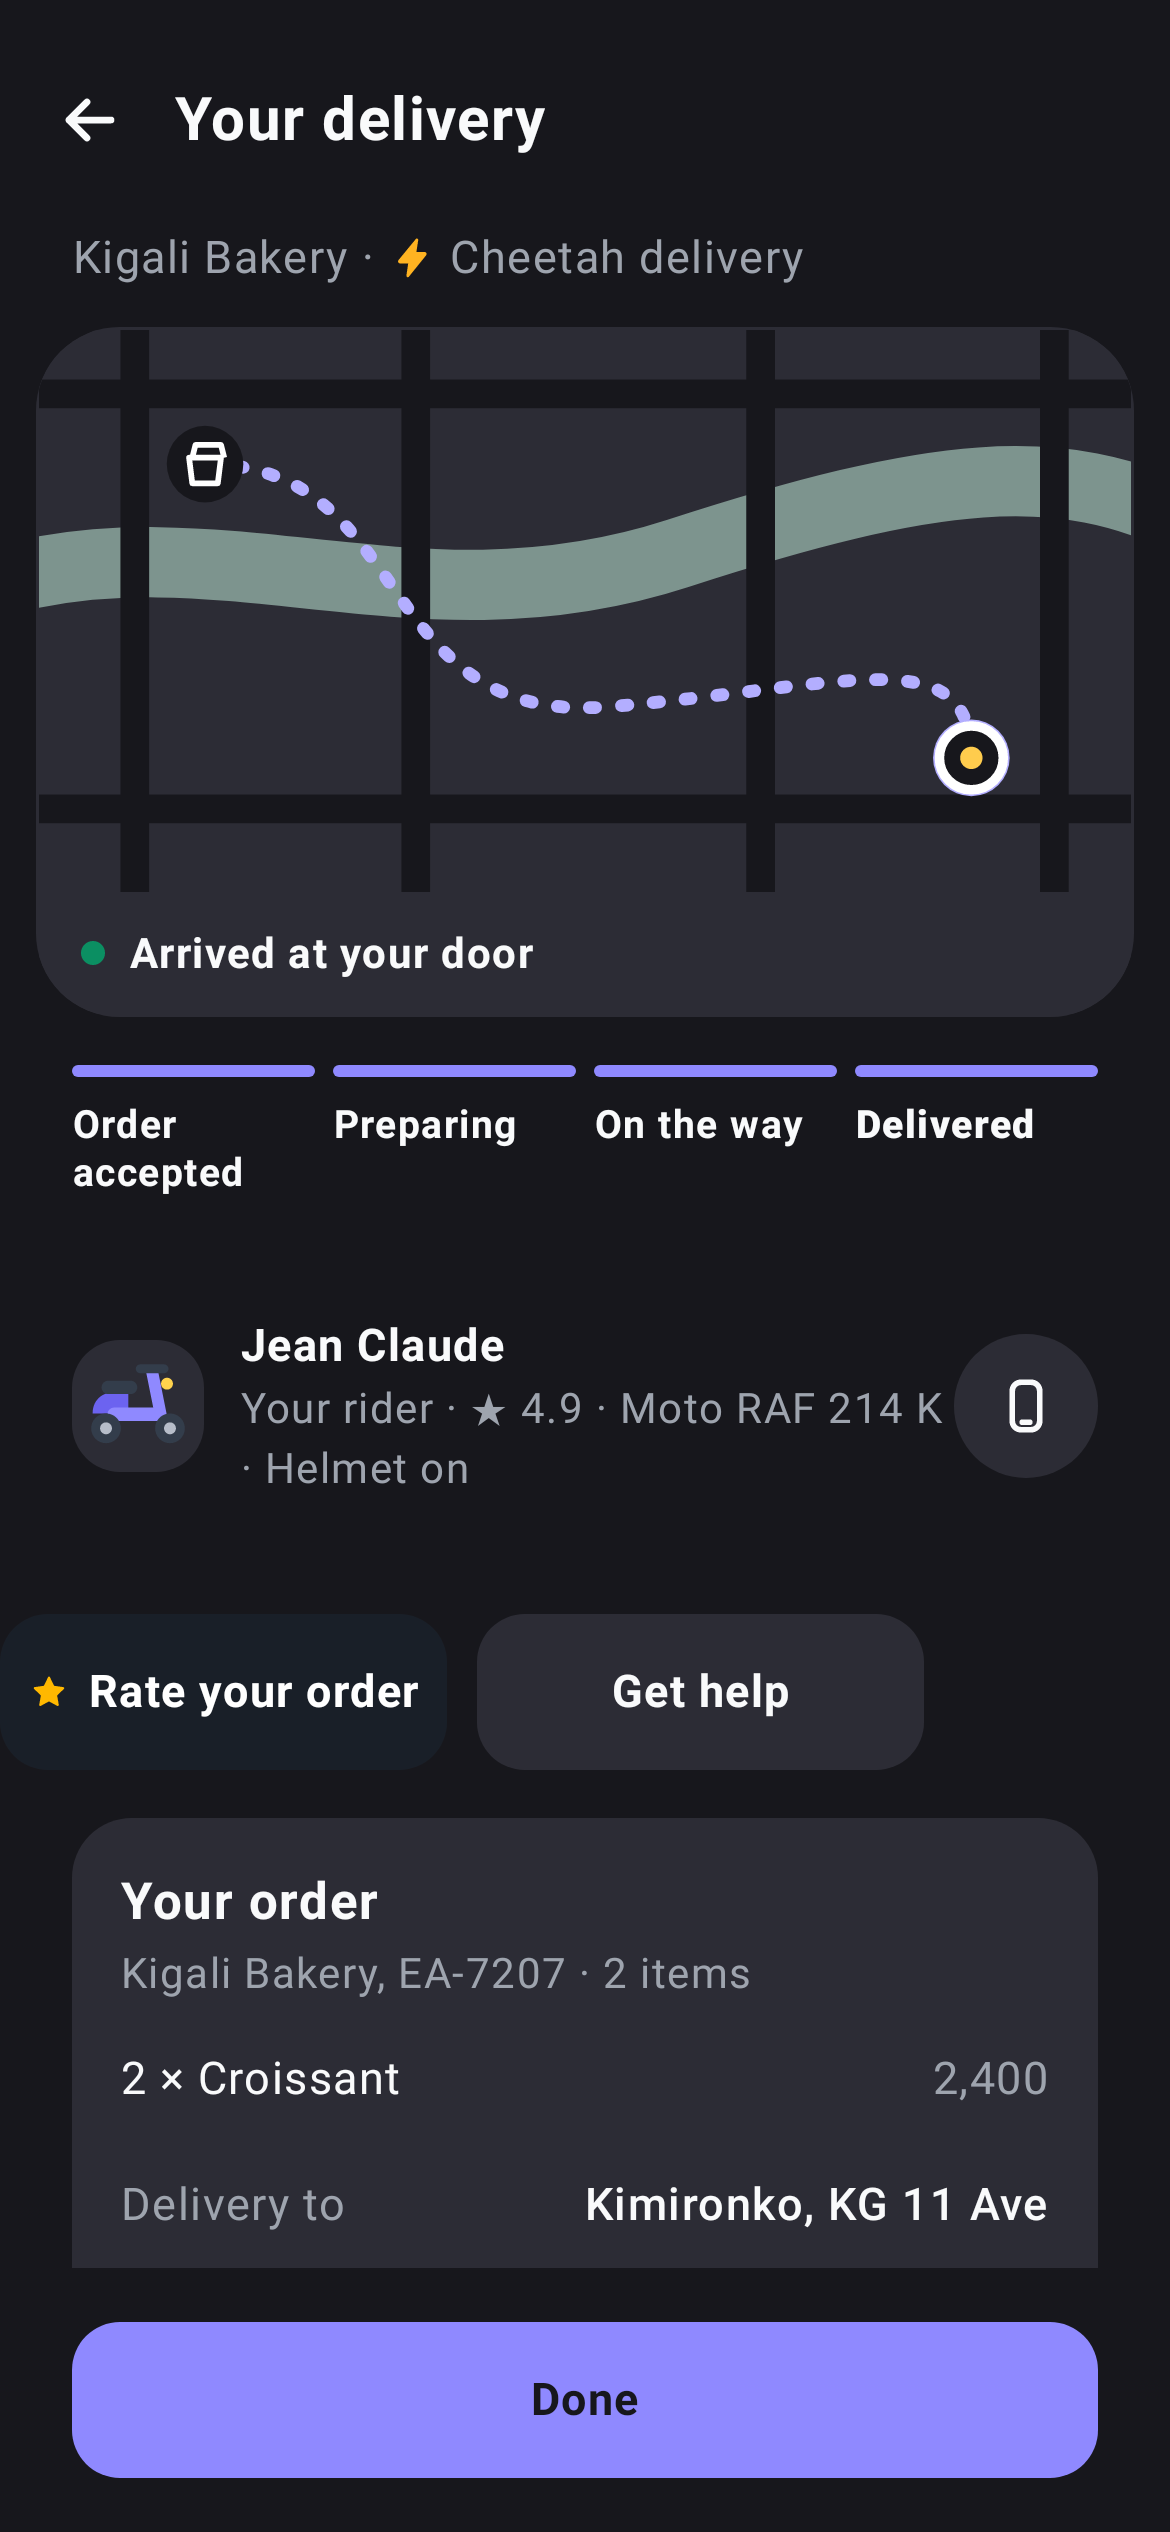 Your delivery
Kigali Bakery · ⚡ Cheetah delivery
Arrived at your door
Order accepted
Preparing
On the way
Delivered
Jean Claude
Your rider · ★ 4.9 · Moto RAF 214 K
· Helmet on
Rate your order
Get help
Your order
Kigali Bakery, EA-7207 · 2 items
2 × Croissant 2,400
Delivery to Kimironko, KG 11 Ave
Done